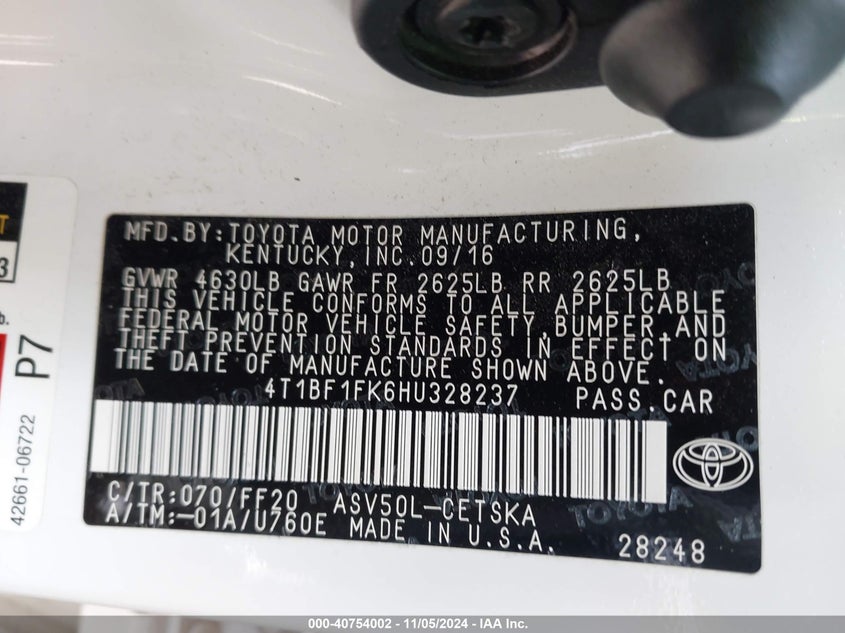 MFD.BY:TOYOTA MOTOR MANUFACTURING,
KENTUCKY,INC.09/16
GVWR 4630LB GAWR FR 2625LB RR 2625LB
THIS VEHICLE CONFORMS TO ALL APPLICABLE
FEDERAL MOTOR VEHICLE SAFETY,BUMPER,AND
THEFT PREVENTION STANDARDS IN EFFECT ON
THE DATE OF MANUFACTURE SHOWN ABOVE.
4T1BF1FK6HU328237 PASS.CAR
C/TR:070/FF20 ASV50L-CETSKA
A/TM:-01A/U760E MADE IN U.S.A.
28248
P7
42661-06722
000-40754002 - 11/05/2024 - IAA Inc.